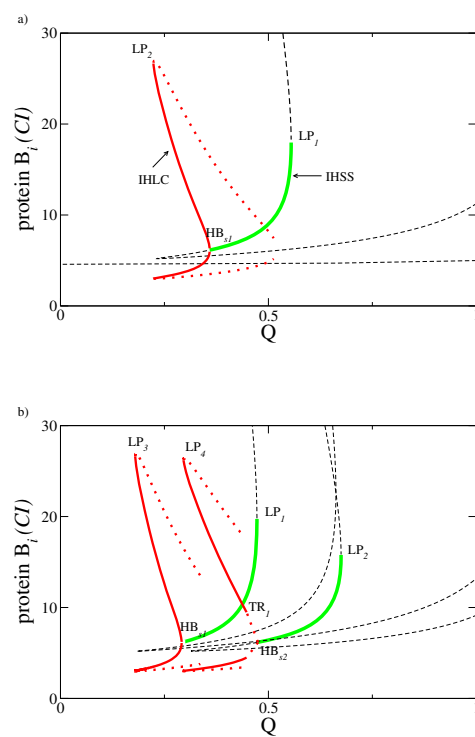 a)
30
LP2
LP1
20
IHLC
IHSS
HBs1
10
0
0
0.5
Q
protein Bi(CI)
b)
30
LP3
LP4
20
LP1
LP2
10
TR1
HBs1
HBs2
0
0
0.5
Q
protein Bi(CI)